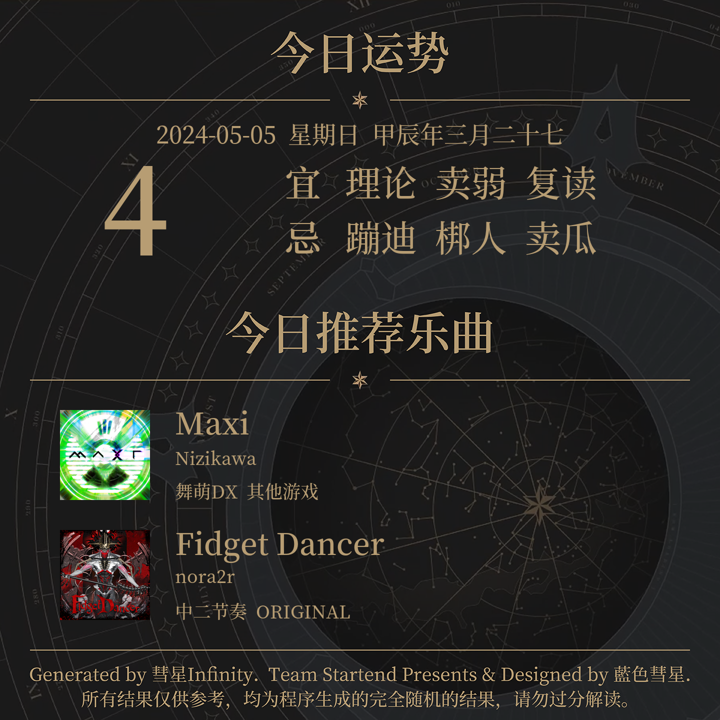 今日运势
2024-05-05 星期日 甲辰年三月二十七
4
宜 理论 卖弱 复读
忌 蹦迪 梆人 卖瓜
今日推荐乐曲
MAXI
Maxi
Nizikawa
舞萌DX 其他游戏
Fidget Dancer
nora2r
中二节奏 ORIGINAL
Generated by 彗星Infinity. Team Startend Presents & Designed by 藍色彗星.
所有结果仅供参考，均为程序生成的完全随机的结果，请勿过分解读。
SEPTEMBER